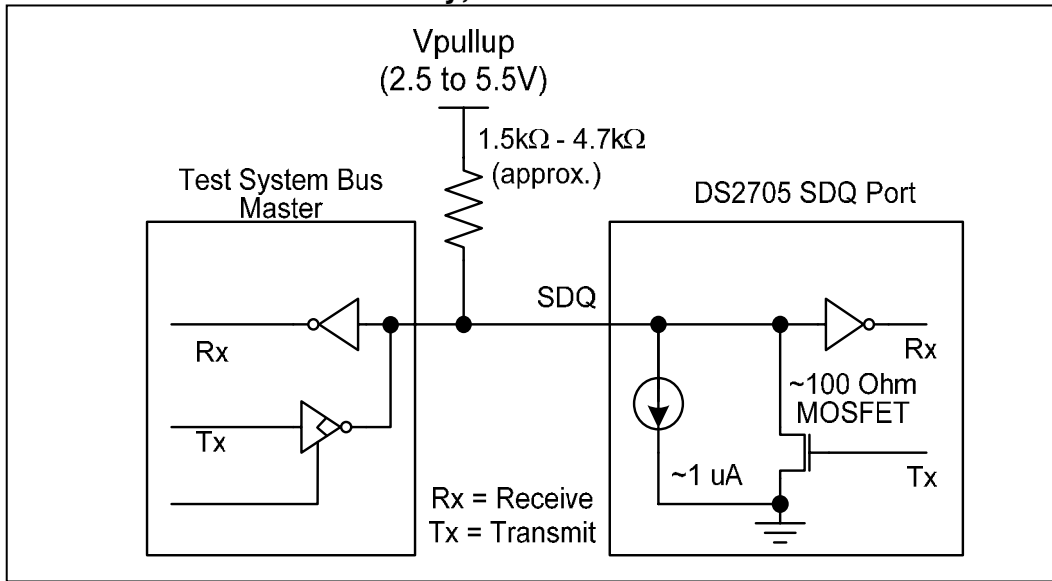 Vpullup
(2.5 to 5.5V)
1.5kΩ - 4.7kΩ
(approx.)
Test System Bus
Master
DS2705 SDQ Port
SDQ
Rx
Rx
~100 Ohm
MOSFET
Tx
~1 uA
Tx
Rx = Receive
Tx = Transmit